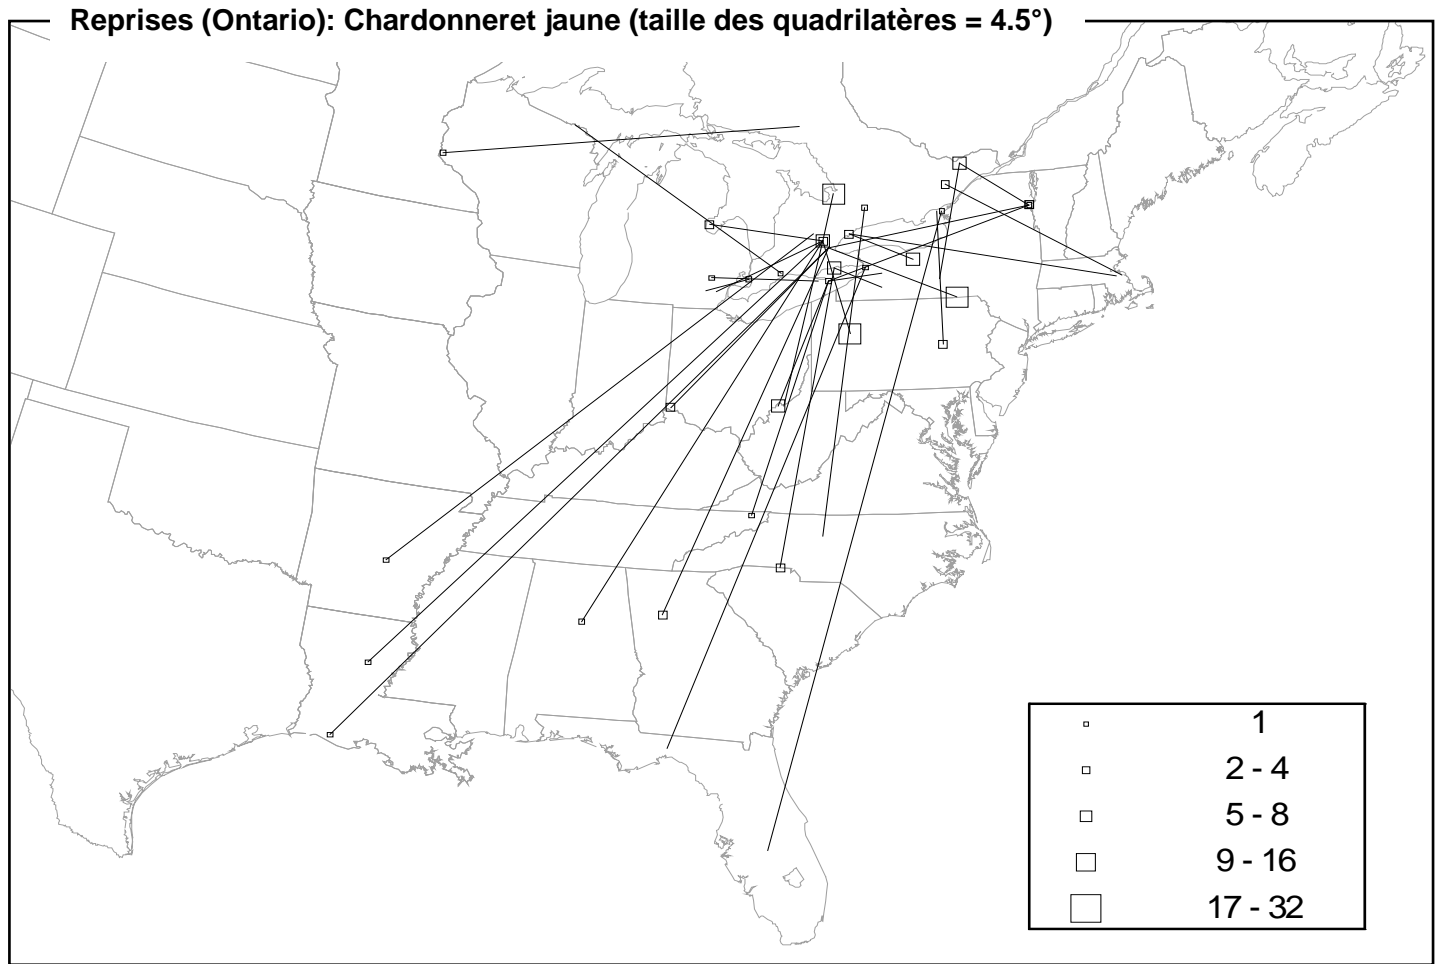 Reprises (Ontario): Chardonneret jaune (taille des quadrilatères = 4.5°)
1
2 - 4
5 - 8
9 - 16
17 - 32